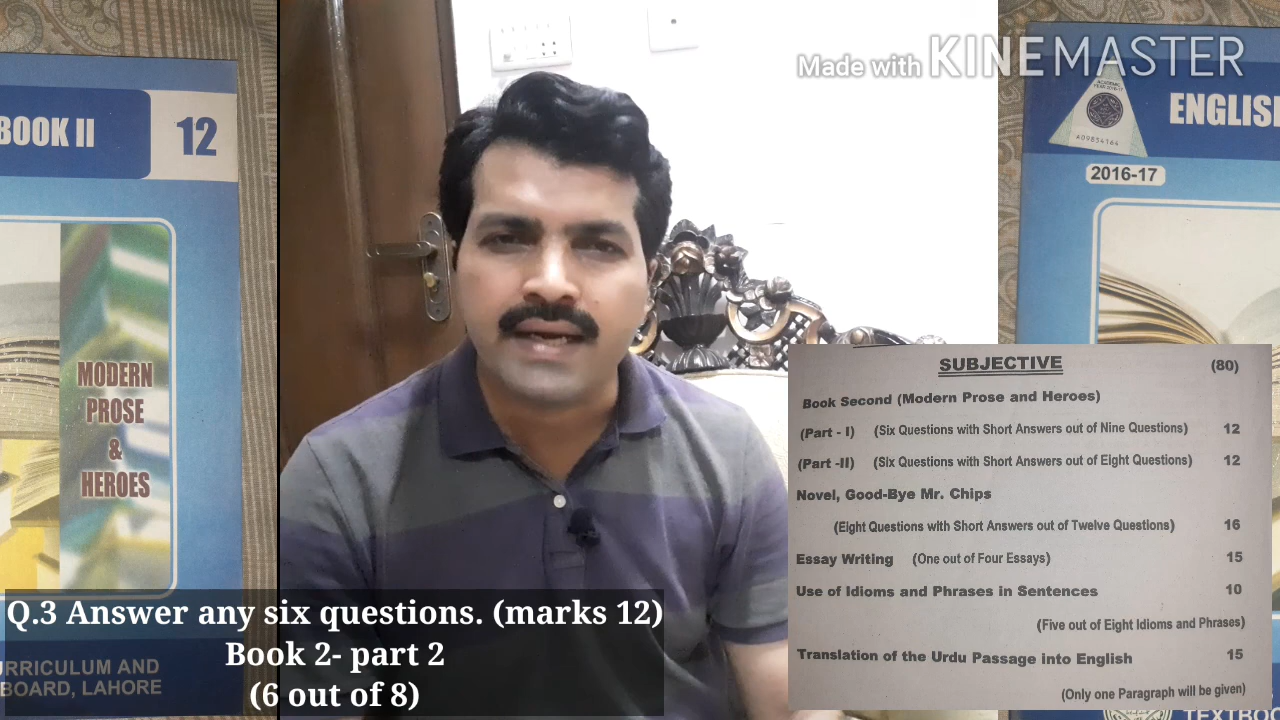 Made with KINEMASTER
BOOK II
12
MODERN
PROSE
&
HEROES
RRICULUM AND
BOARD, LAHORE
ACADEMIC
YEAR 2016-17
409834164
ENGLIS
2016-17
SUBJECTIVE (80)
Book Second (Modern Prose and Heroes)
(Part - I) (Six Questions with Short Answers out of Nine Questions) 12
(Part -II) (Six Questions with Short Answers out of Eight Questions) 12
Novel, Good-Bye Mr. Chips
(Eight Questions with Short Answers out of Twelve Questions) 16
Essay Writing (One out of Four Essays) 15
Use of Idioms and Phrases in Sentences 10
(Five out of Eight Idioms and Phrases)
Translation of the Urdu Passage into English 15
(Only one Paragraph will be given)
TEXTBOO
Q.3 Answer any six questions. (marks 12)
Book 2- part 2
(6 out of 8)